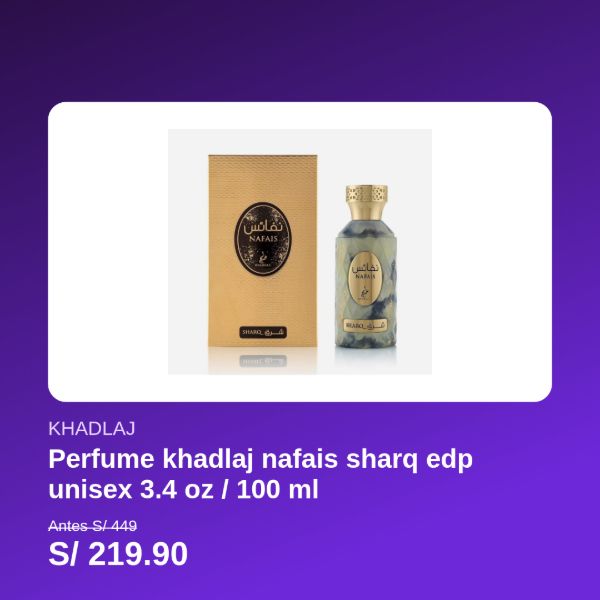 نفائس
NAFAIS
SHARQ شرق
نفائس
NAFAIS
SHARQ شرق
KHADLAJ
Perfume khadlaj nafais sharq edp
unisex 3.4 oz / 100 ml
Antes S/ 449
S/ 219.90